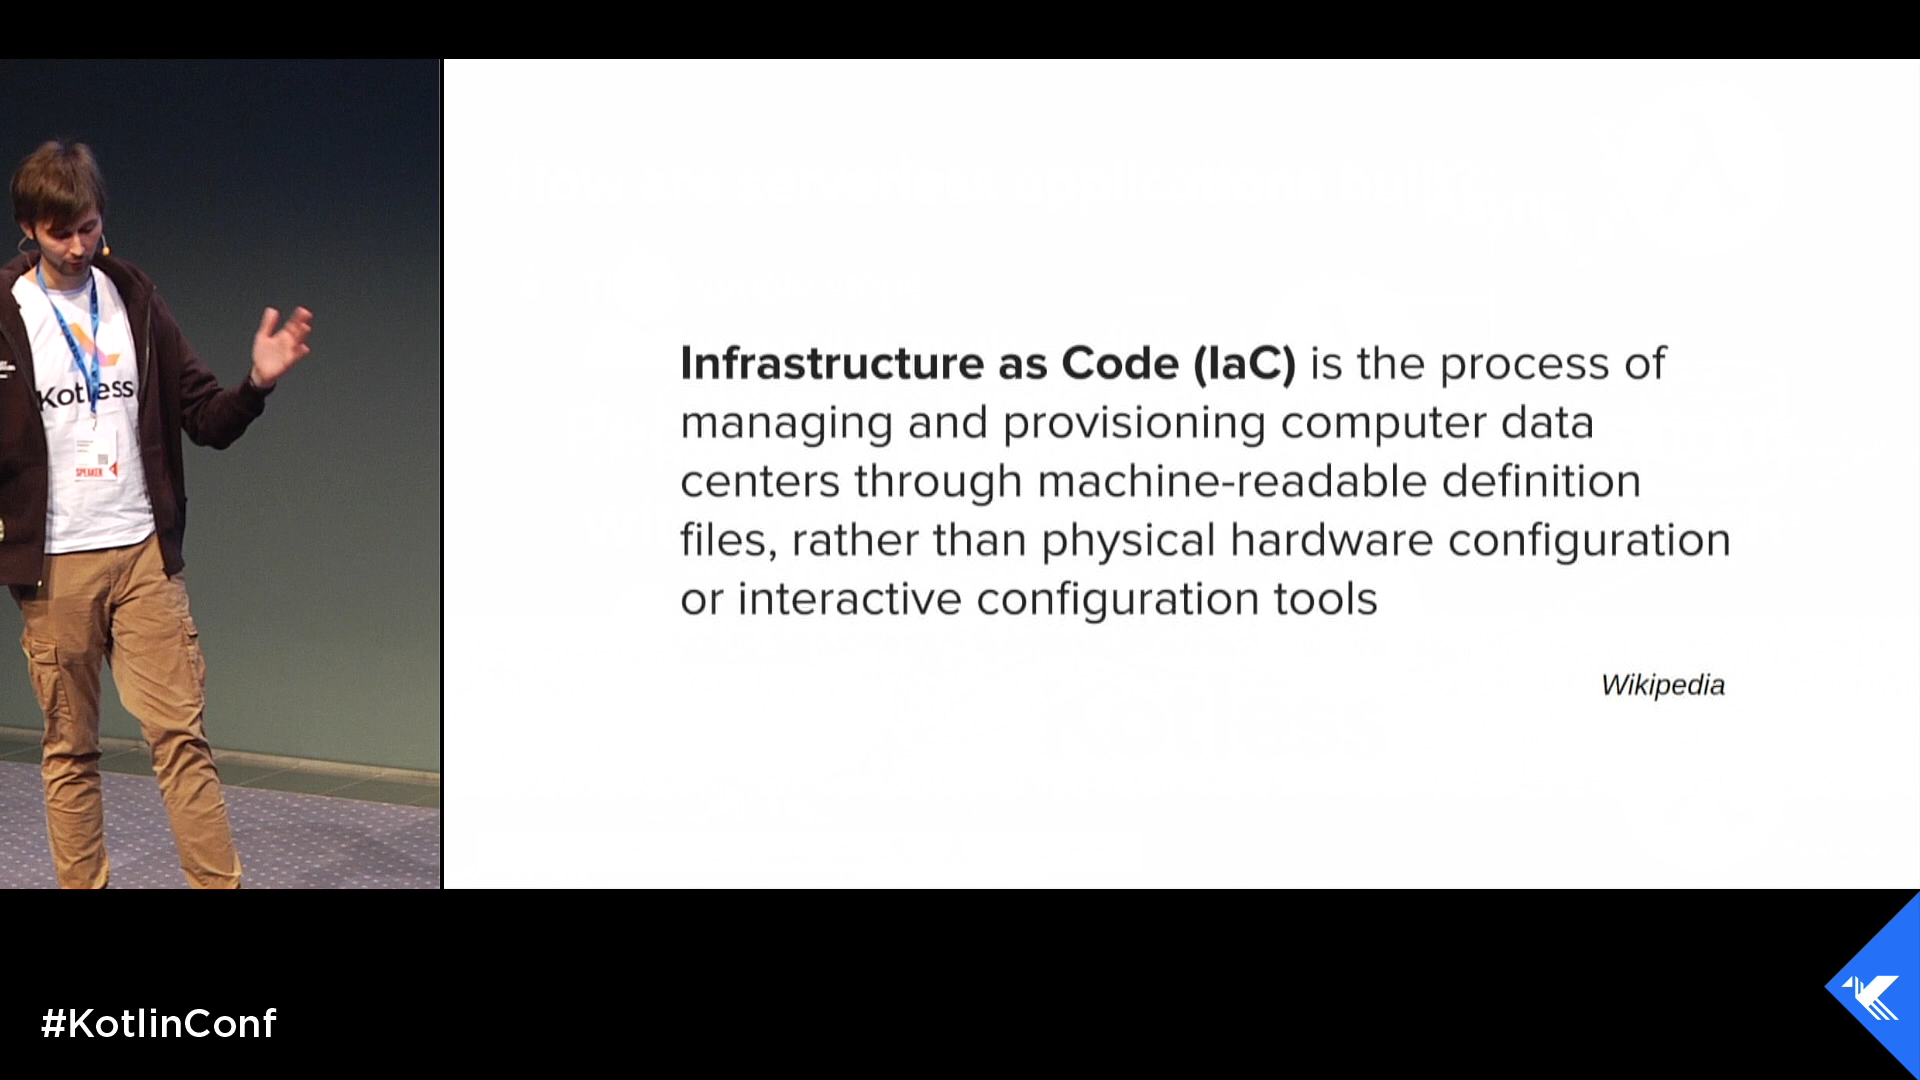 Kotless
SPEAKER
Infrastructure as Code (IaC) is the process of
managing and provisioning computer data
centers through machine-readable definition
files, rather than physical hardware configuration
or interactive configuration tools
Wikipedia
#KotlinConf